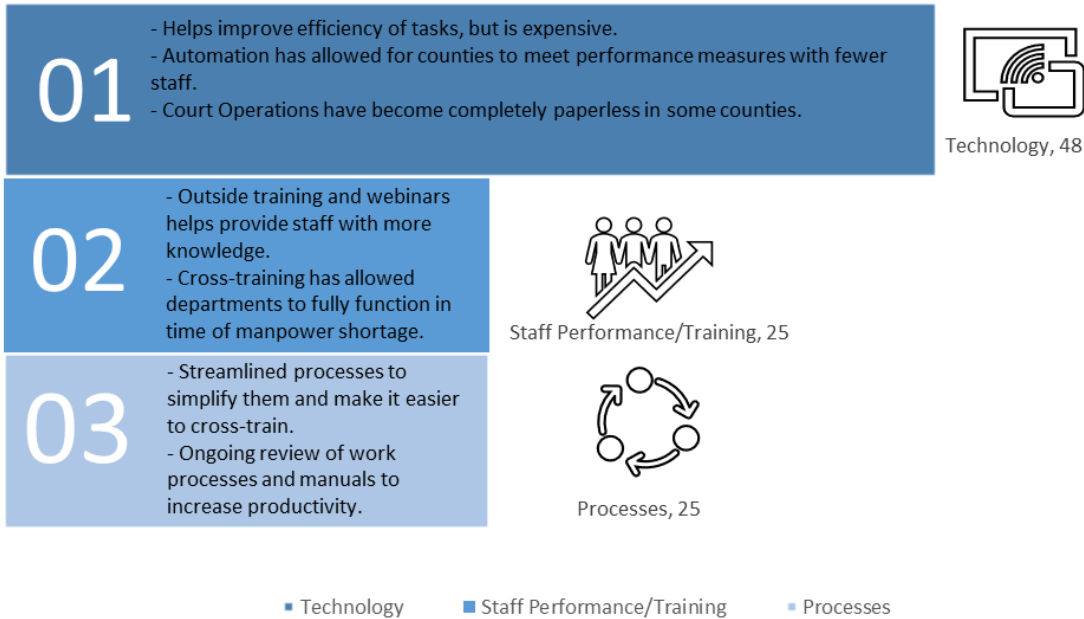 01
- Helps improve efficiency of tasks, but is expensive.
- Automation has allowed for counties to meet performance measures with fewer
staff.
- Court Operations have become completely paperless in some counties.
Technology, 48
02
- Outside training and webinars
helps provide staff with more
knowledge.
- Cross-training has allowed
departments to fully function in
time of manpower shortage.
Staff Performance/Training, 25
03
- Streamlined processes to
simplify them and make it easier
to cross-train.
- Ongoing review of work
processes and manuals to
increase productivity.
Processes, 25
Technology
Staff Performance/Training
Processes